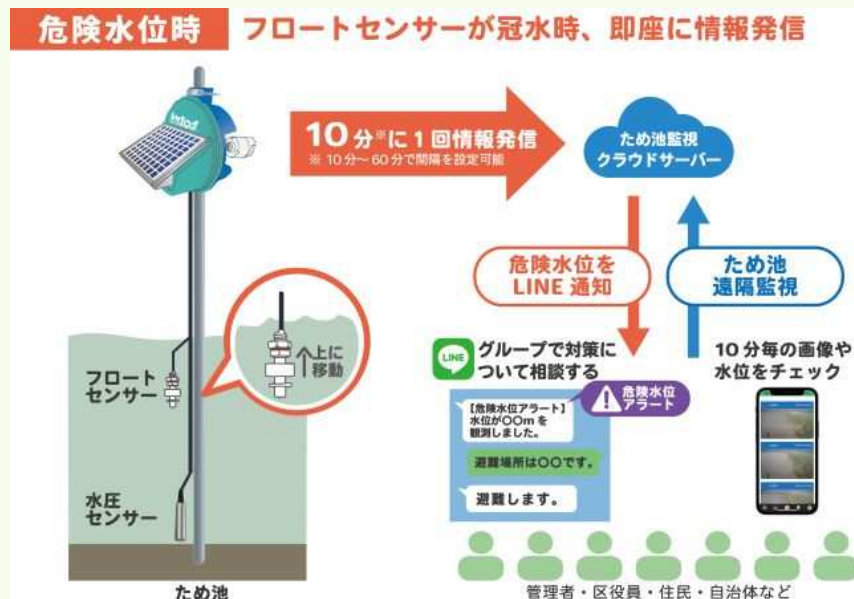 危険水位時
フロートセンサーが冠水時、即座に情報発信
10分※に1回情報発信
※ 10分~60分で間隔を設定可能
ため池監視
クラウドサーバー
危険水位を
LINE 通知
ため池
遠隔監視
上に
移動
フロート
センサー
水圧
センサー
ため池
LINE
グループで対策に
ついて相談する
危険水位
アラート
【危険水位アラート】
水位が〇〇mを
観測しました。
避難場所は〇〇です。
避難します。
10分毎の画像や
水位をチェック
管理者・区役員・住民・自治体など